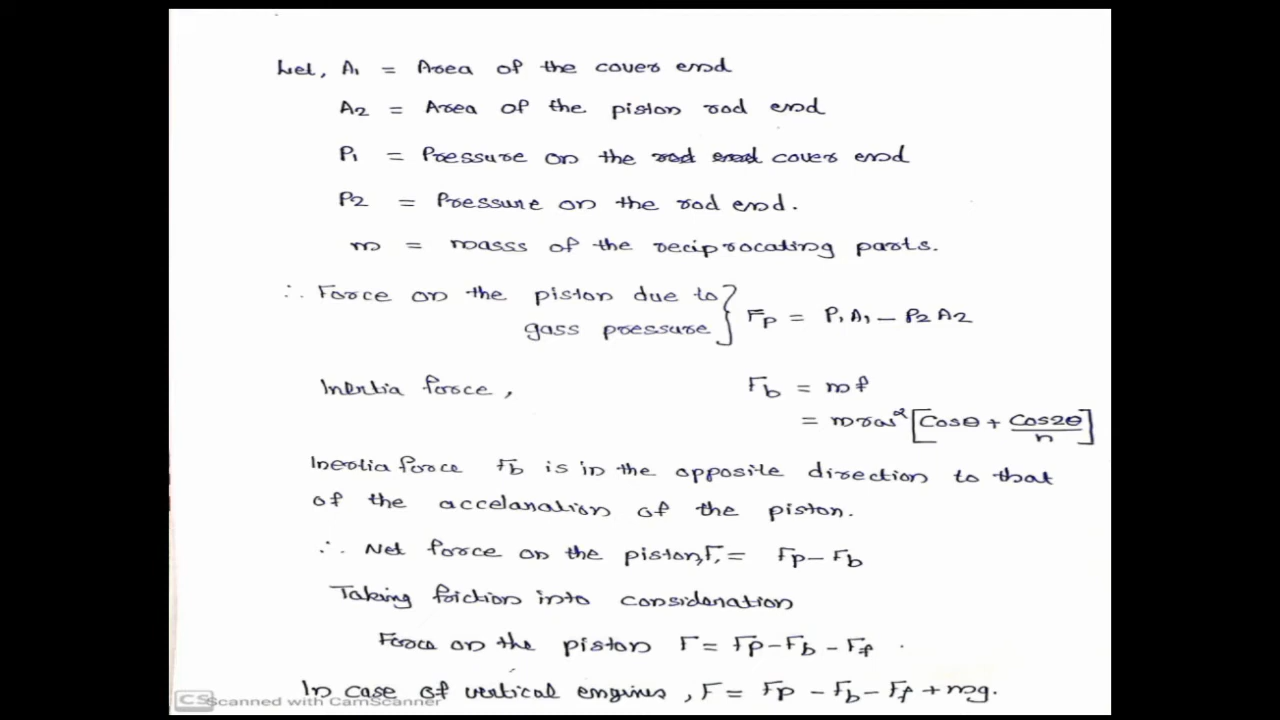 Let, A1 = Area of the cover end
A2 = Area of the piston rod end
P1 = Pressure on the rod end cover end
P2 = Pressure on the rod end.
m = masss of the reciprocating parts.
∴ Force on the piston due to
gass pressure } Fp = P1A1 - P2A2
Inertia force, Fb = mf
= mrω² [Cosθ + Cos2θ/n]
Inertia force Fb is in the opposite direction to that
of the accelaration of the piston.
∴ Net force on the piston, F, = Fp - Fb
Taking friction into consideration
Force on the piston F = Fp - Fb - Ff
In case of vertical engines, F = Fp - Fb - Ff + mg.
CS Scanned with CamScanner